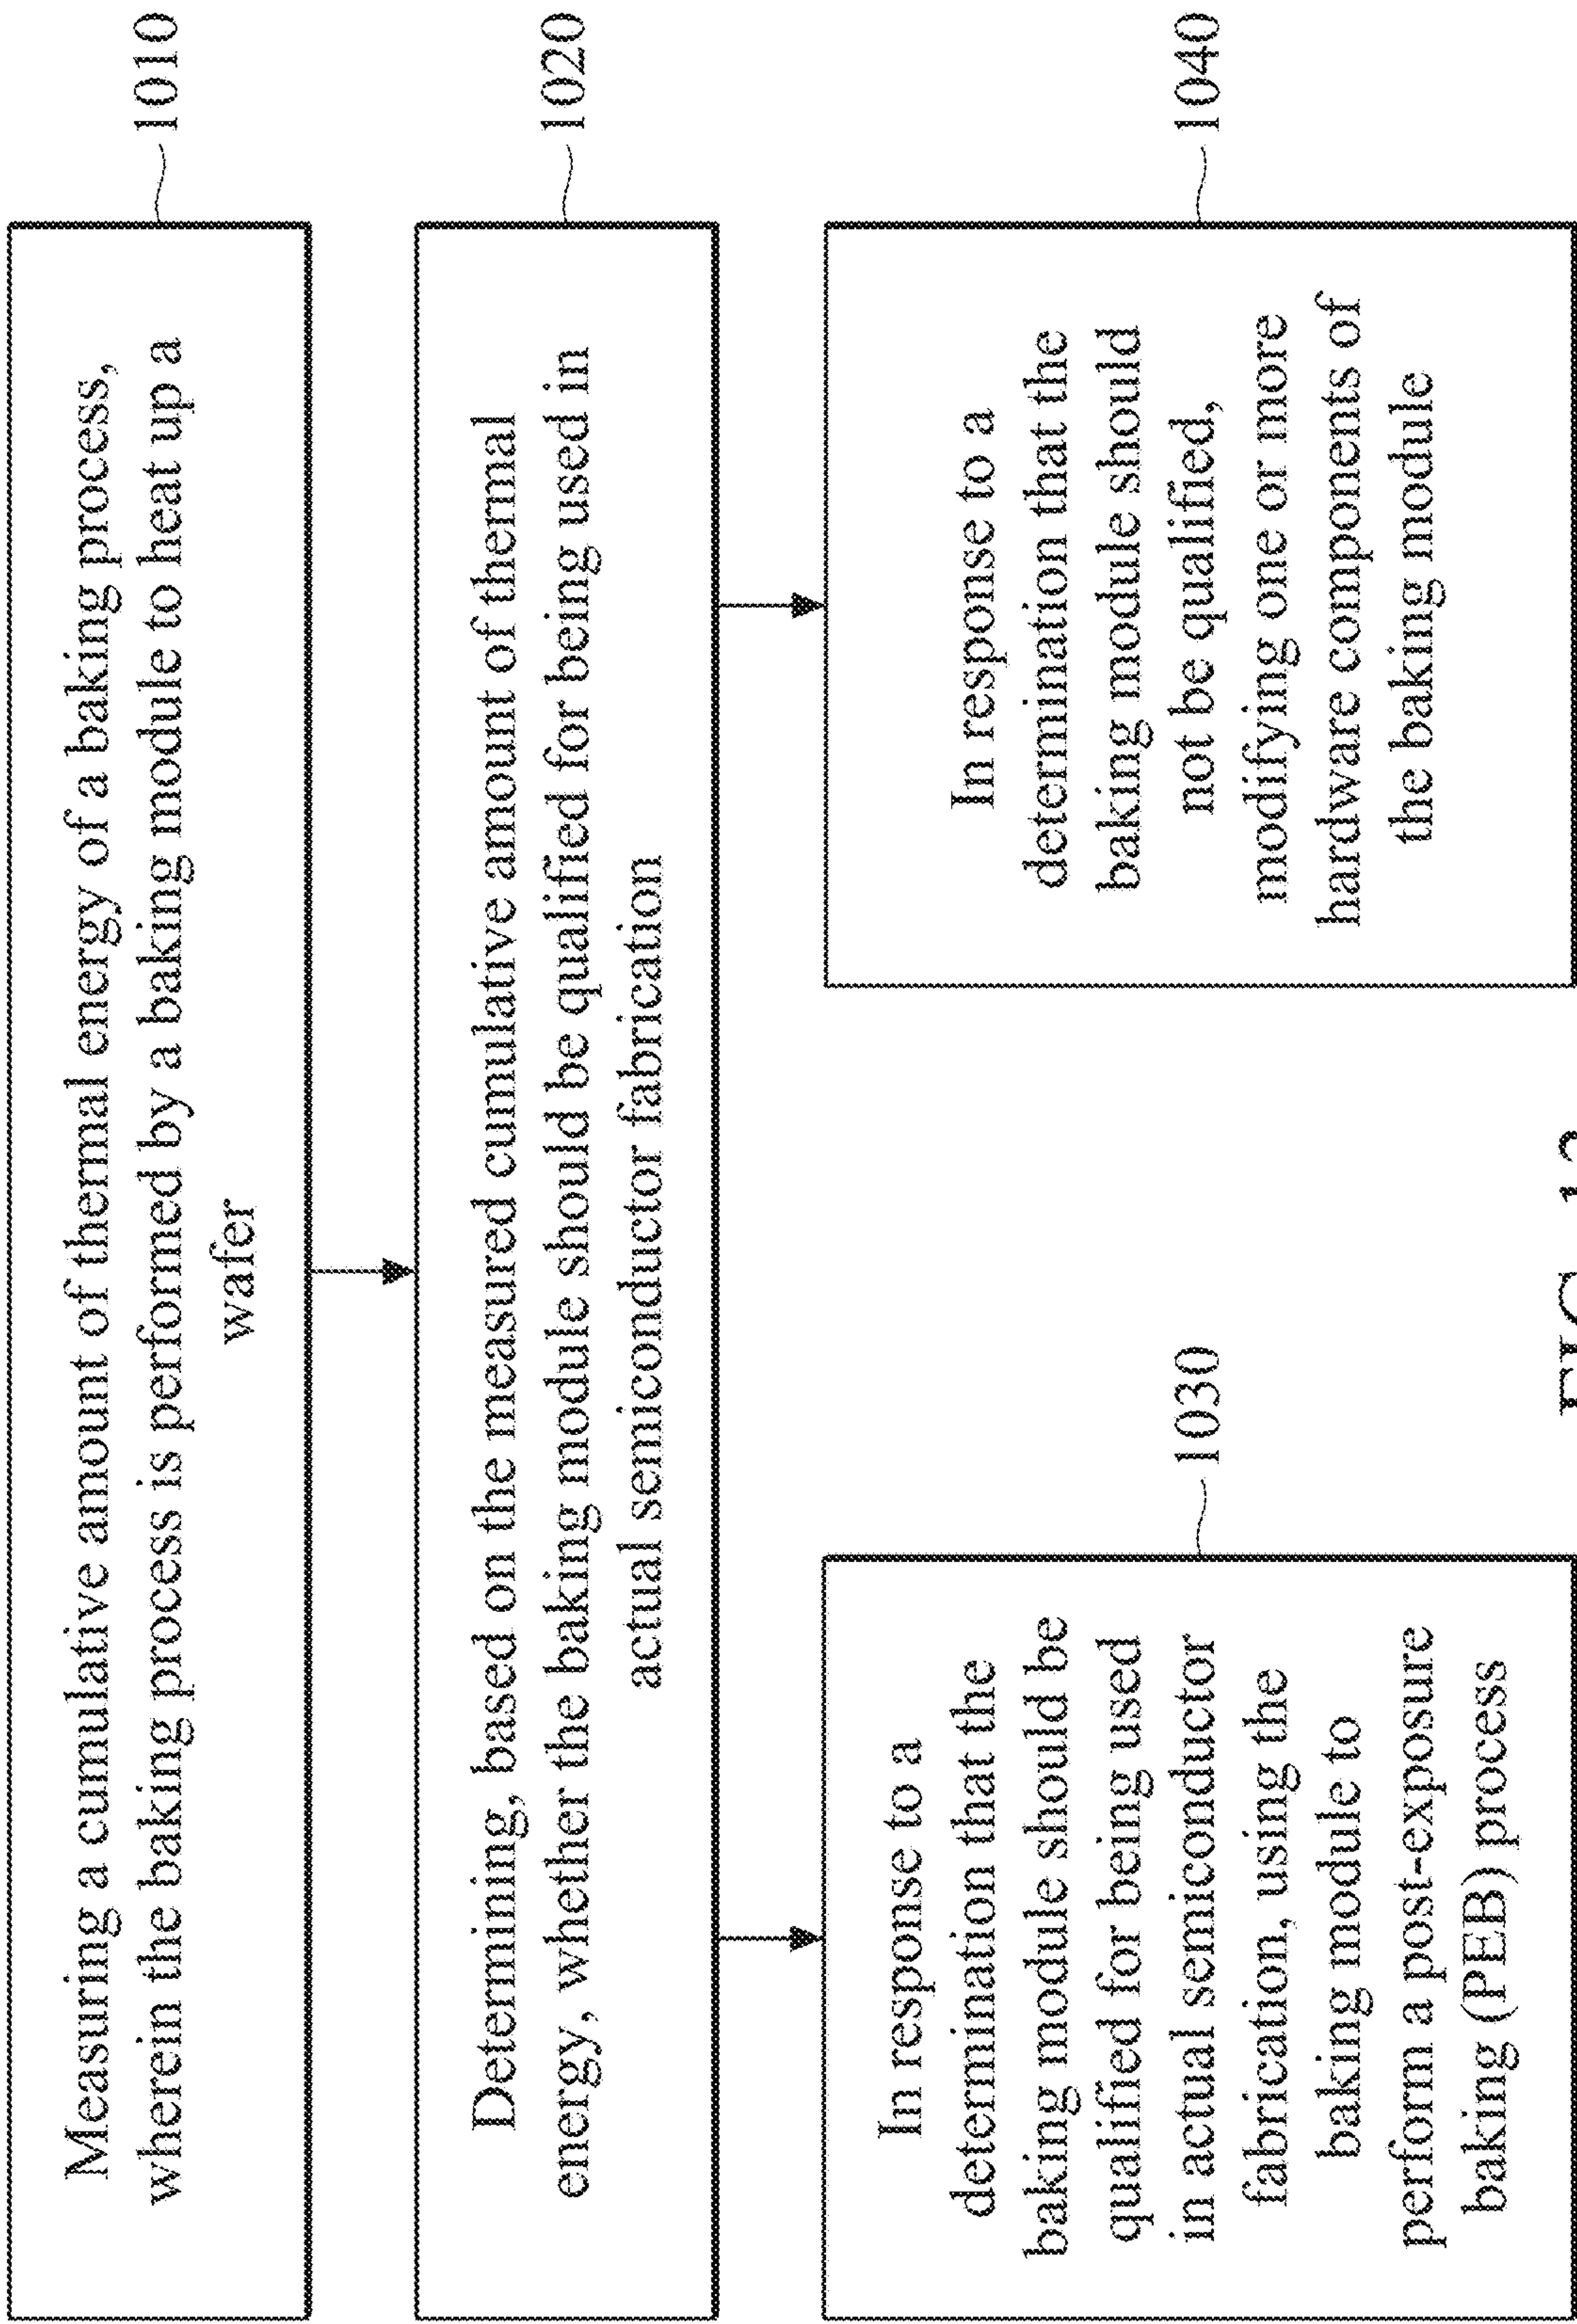 Measuring a cumulative amount of thermal energy of a baking process,
wherein the baking process is performed by a baking module to heat up a
wafer
1010
Determining, based on the measured cumulative amount of thermal
energy, whether the baking module should be qualified for being used in
actual semiconductor fabrication
1020
In response to a
determination that the
baking module should be
qualified for being used
in actual semiconductor
fabrication, using the
baking module to
perform a post-exposure
baking (PEB) process
1030
In response to a
determination that the
baking module should
not be qualified,
modifying one or more
hardware components of
the baking module
1040